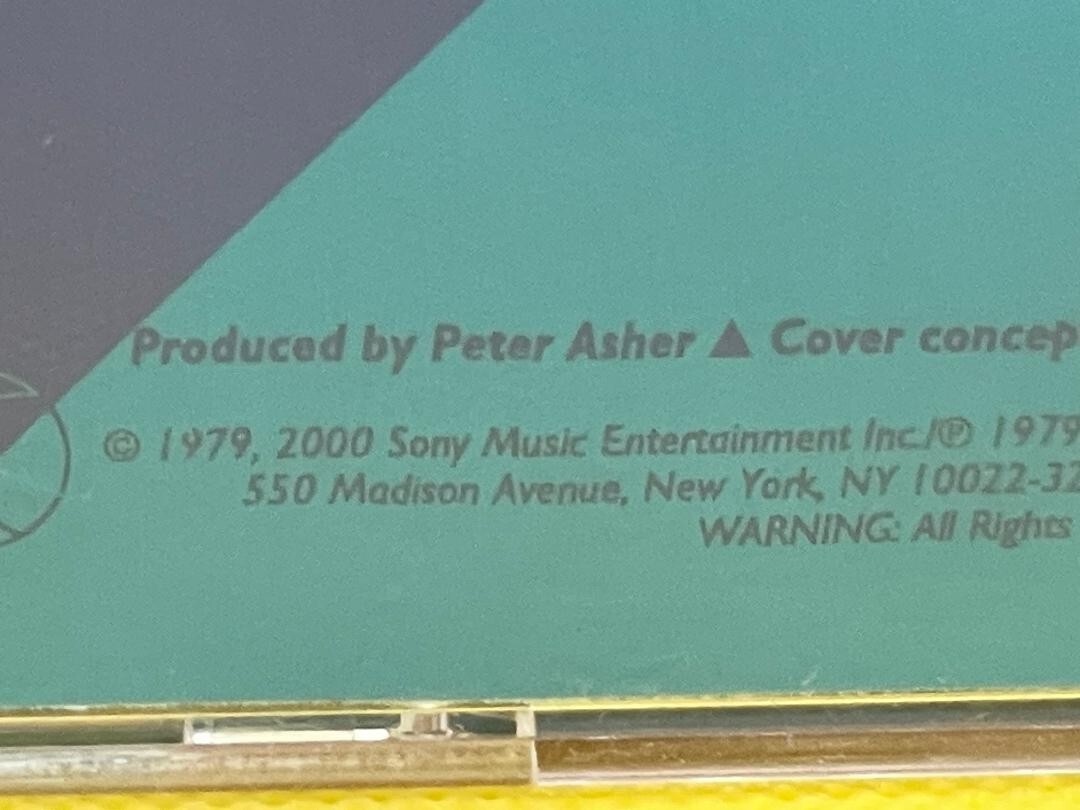 Produced by Peter Asher ▲ Cover concep
© 1979, 2000 Sony Music Entertainment Inc./℗ 1979
550 Madison Avenue, New York, NY 10022-32
WARNING: All Rights